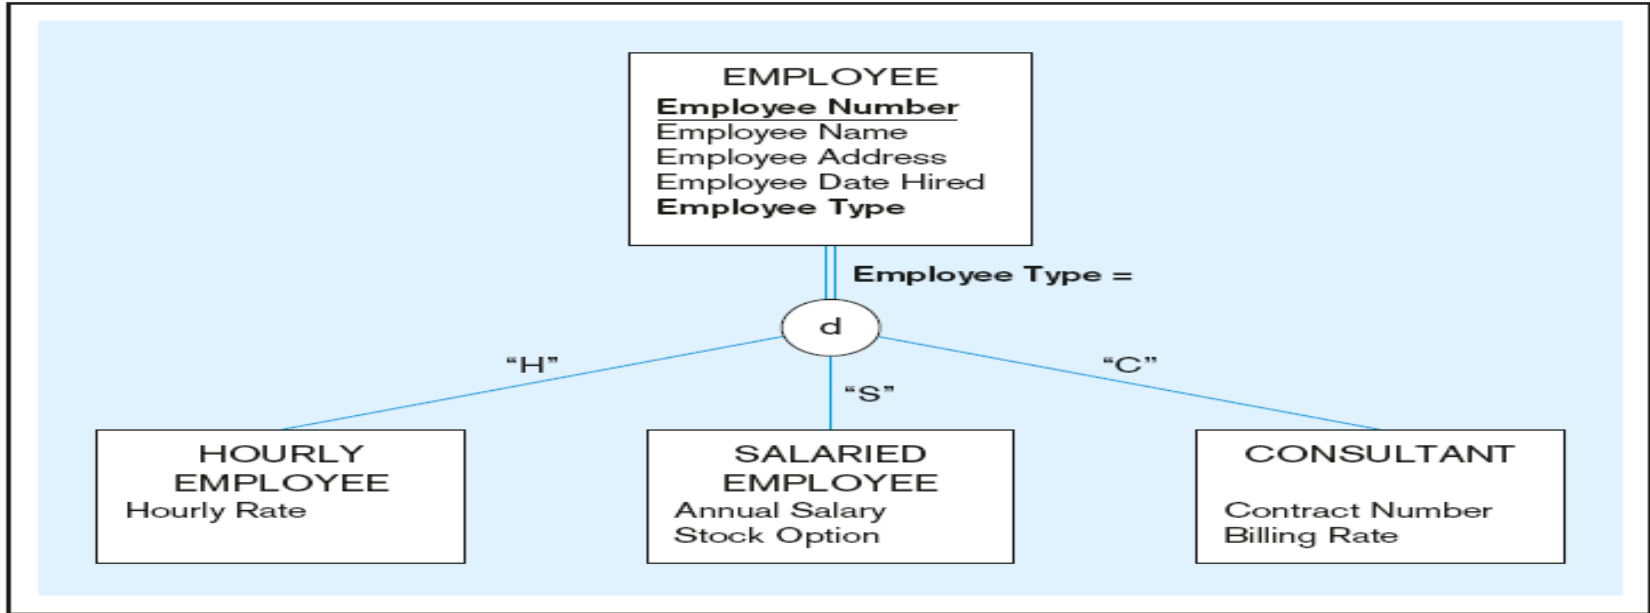 EMPLOYEE
Employee Number
Employee Name
Employee Address
Employee Date Hired
Employee Type
Employee Type =
d
“H”
“S”
“C”
HOURLY
EMPLOYEE
Hourly Rate
SALARIED
EMPLOYEE
Annual Salary
Stock Option
CONSULTANT
Contract Number
Billing Rate